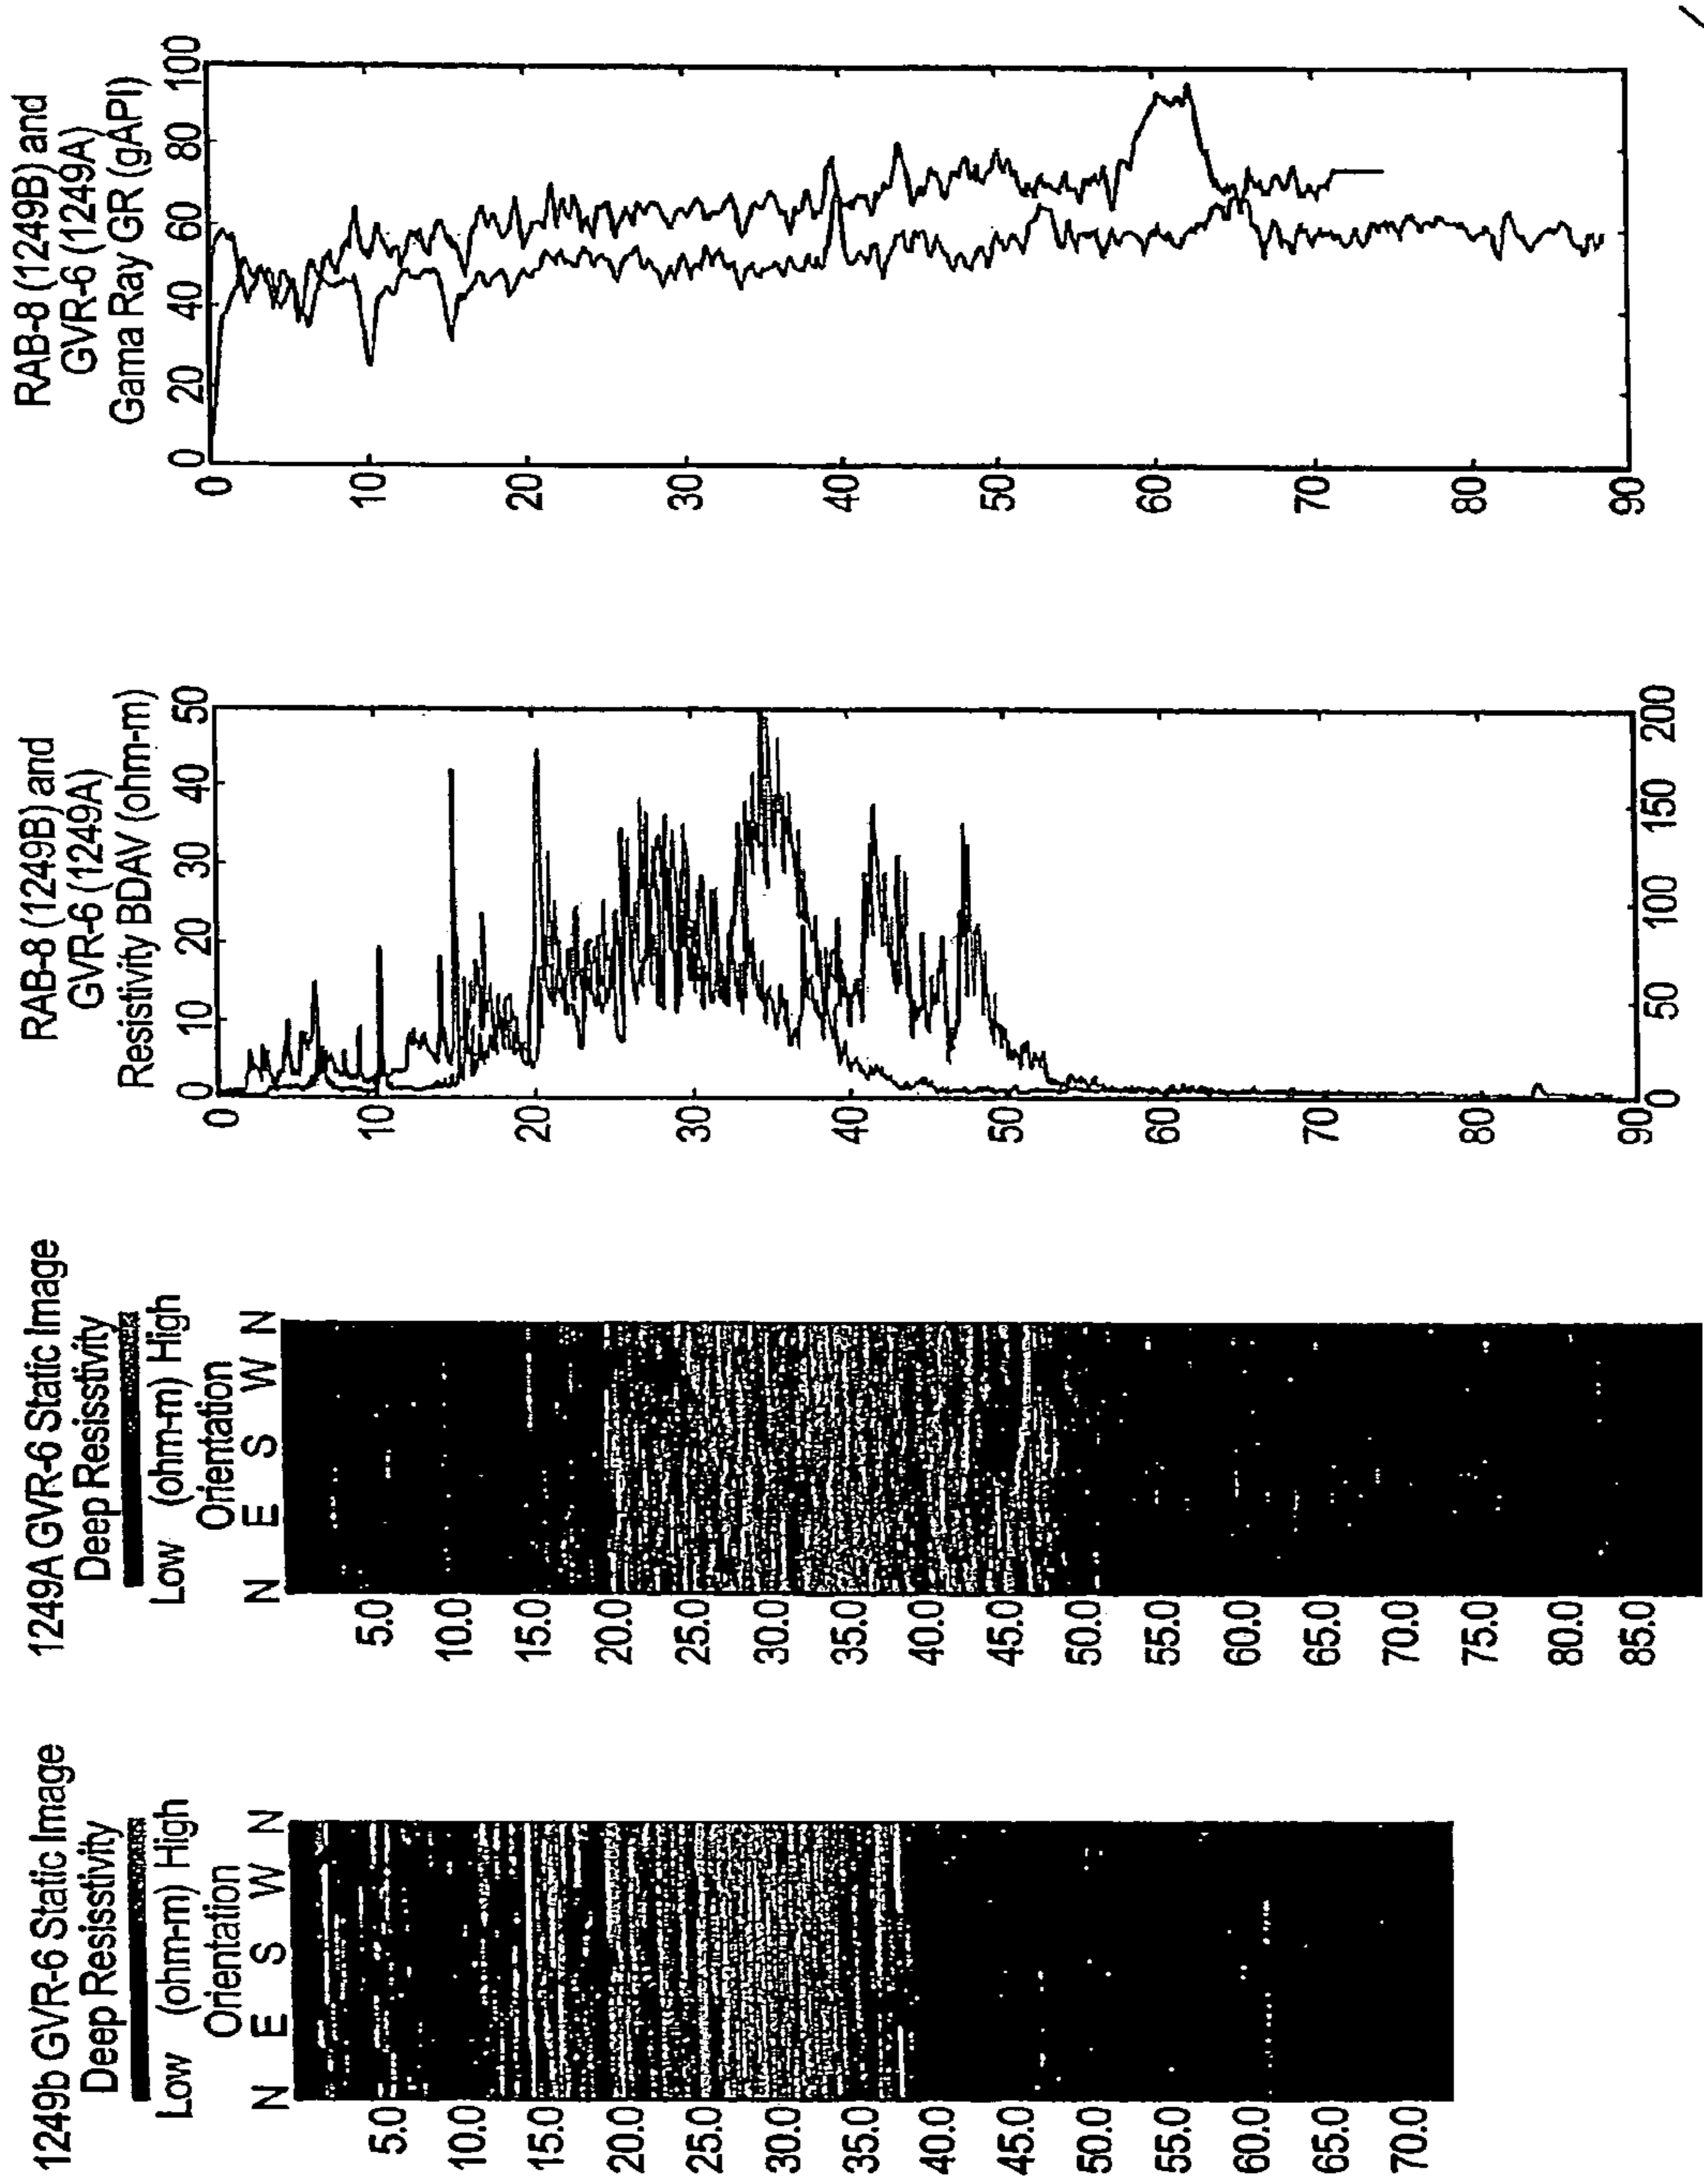 1249b GVR-6 Static Image
Deep Resisstivity
Low (ohm-m) High
Orientation
N E S W N
5.0
10.0
15.0
20.0
25.0
30.0
35.0
40.0
45.0
50.0
55.0
60.0
65.0
70.0
1249A GVR-6 Static Image
Deep Resisstivity
Low (ohm-m) High
Orientation
N E S W N
5.0
10.0
15.0
20.0
25.0
30.0
35.0
40.0
45.0
50.0
55.0
60.0
65.0
70.0
75.0
80.0
85.0
RAB-8 (1249B) and
GVR-6 (1249A)
Resistivity BDAV (ohm-m)
0 10 20 30 40 50
0
10
20
30
40
50
60
70
80
90
0 50 100 150 200
RAB-8 (1249B) and
GVR-6 (1249A)
Gama Ray GR (gAPI)
0 20 40 60 80 100
0
10
20
30
40
50
60
70
80
90